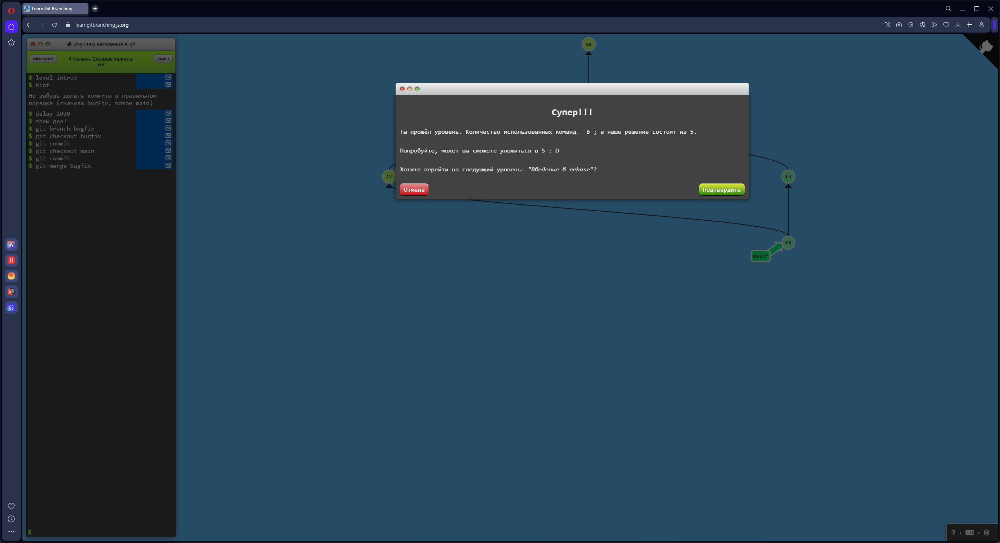 Learn Git Branching
learngitbranching.js.org
Изучаем ветвление в git
Цель уровня
Уровень Слияния веток в
Git
Задача
$ level intro3
$ hint
Не забудь делать коммиты в правильном
порядке (сначала bugFix, потом main)
$ delay 2000
$ show goal
$ git branch bugfix
$ git checkout bugfix
$ git commit
$ git checkout main
$ git commit
$ git merge bugfix
$
C0
Супер!!!
Ты прошёл уровень. Количество использованных команд - 6 ; а наше решение состоит из 5.
Попробуйте, может вы сможете уложиться в 5 : D
Хотите перейти на следующий уровень: "Введение в rebase"?
Отмена
Подтвердить
C2
C3
C4
main*